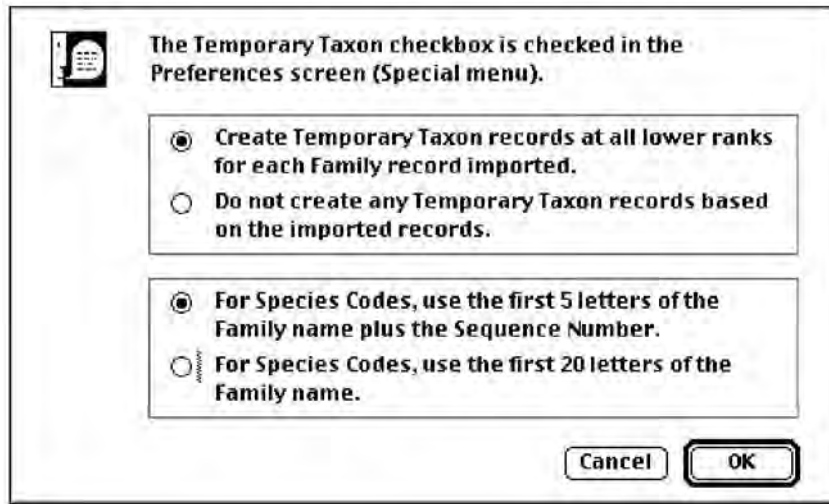 The Temporary Taxon checkbox is checked in the
Preferences screen (Special menu).
Create Temporary Taxon records at all lower ranks
for each Family record imported.
Do not create any Temporary Taxon records based
on the imported records.
For Species Codes, use the first 5 letters of the
Family name plus the Sequence Number.
For Species Codes, use the first 20 letters of the
Family name.
Cancel OK